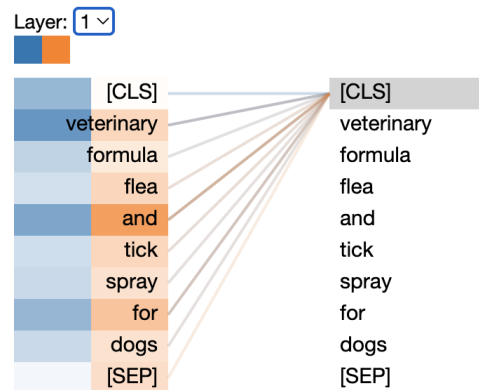 Layer: 1
[CLS] [CLS]
veterinary veterinary
formula formula
flea flea
and and
tick tick
spray spray
for for
dogs dogs
[SEP] [SEP]